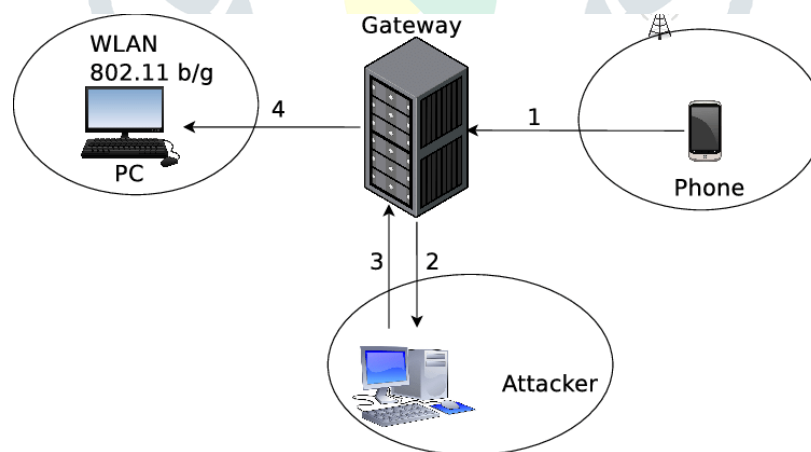 Gateway
WLAN
802.11 b/g
4
1
PC
Phone
3
2
Attacker